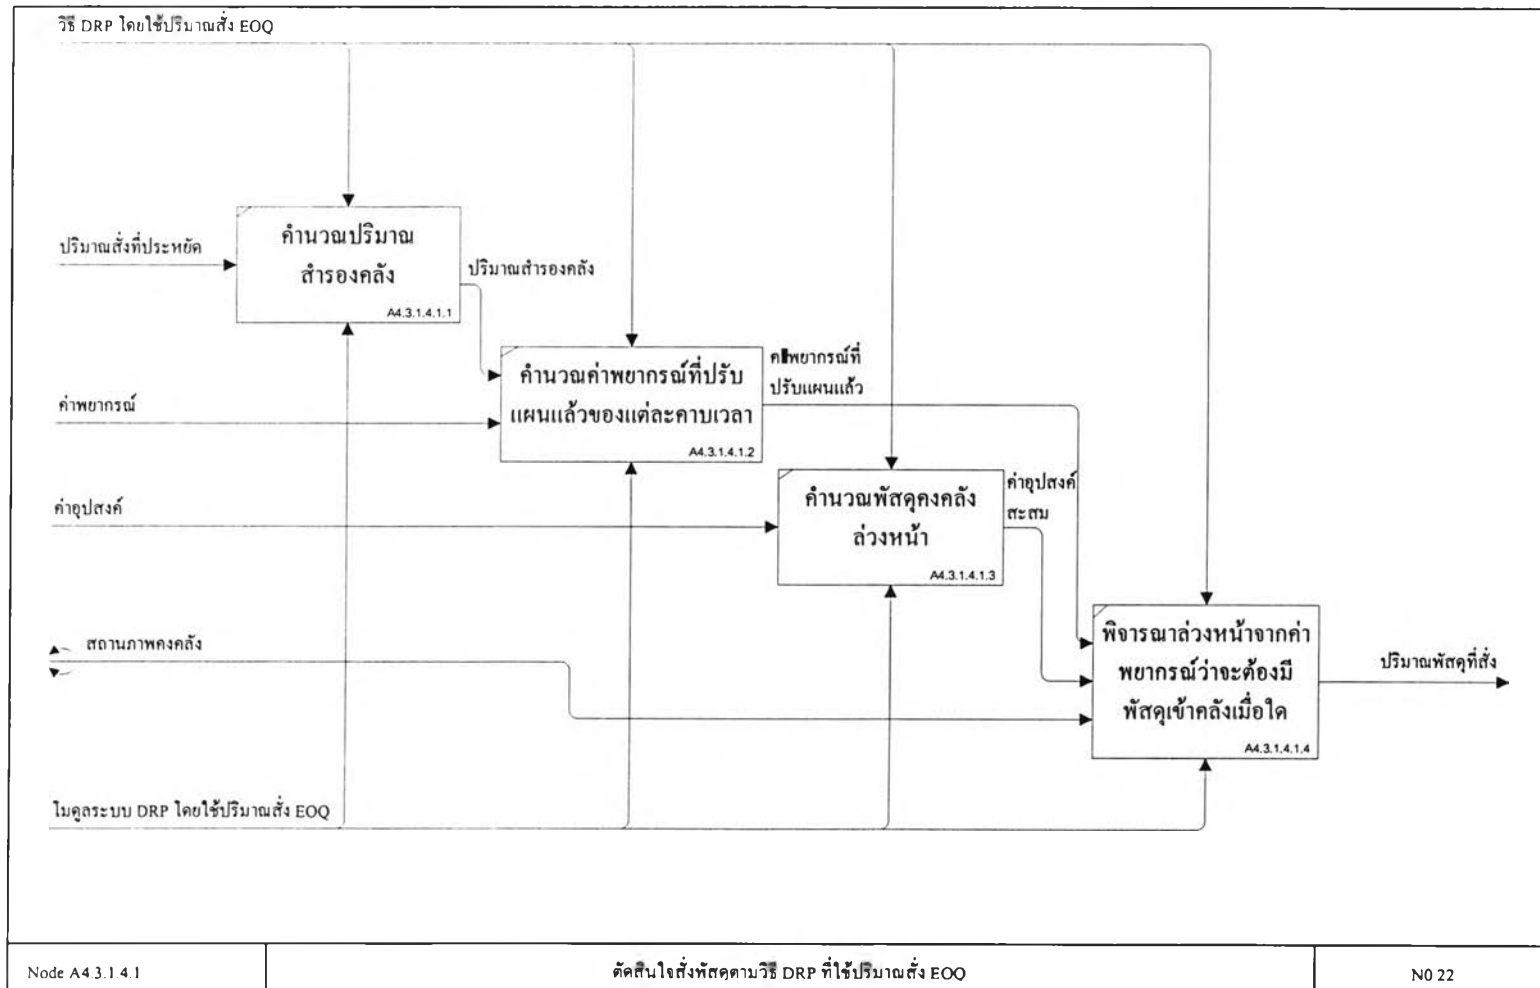 วิธี DRP โดยใช้ปริมาณสั่ง EOQ
ปริมาณสั่งที่ประหยัด
คำนวณปริมาณ
สำรองคลัง
A4.3.1.4.1.1
ปริมาณสำรองคลัง
ค่าพยากรณ์
คำนวณค่าพยากรณ์ที่ปรับ
แผนแล้วของแต่ละคาบเวลา
A4.3.1.4.1.2
ค่าพยากรณ์ที่
ปรับแผนแล้ว
ค่าอุปสงค์
คำนวณพัสดุคงคลัง
ล่วงหน้า
A4.3.1.4.1.3
ค่าอุปสงค์
สะสม
สถานภาพคงคลัง
พิจารณาล่วงหน้าจากค่า
พยากรณ์ว่าจะต้องมี
พัสดุเข้าคลังเมื่อใด
A4.3.1.4.1.4
ปริมาณพัสดุที่สั่ง
โมดูลระบบ DRP โดยใช้ปริมาณสั่ง EOQ
Node A4.3.1.4.1
ตัดสินใจสั่งพัสดุตามวิธี DRP ที่ใช้ปริมาณสั่ง EOQ
N0 22